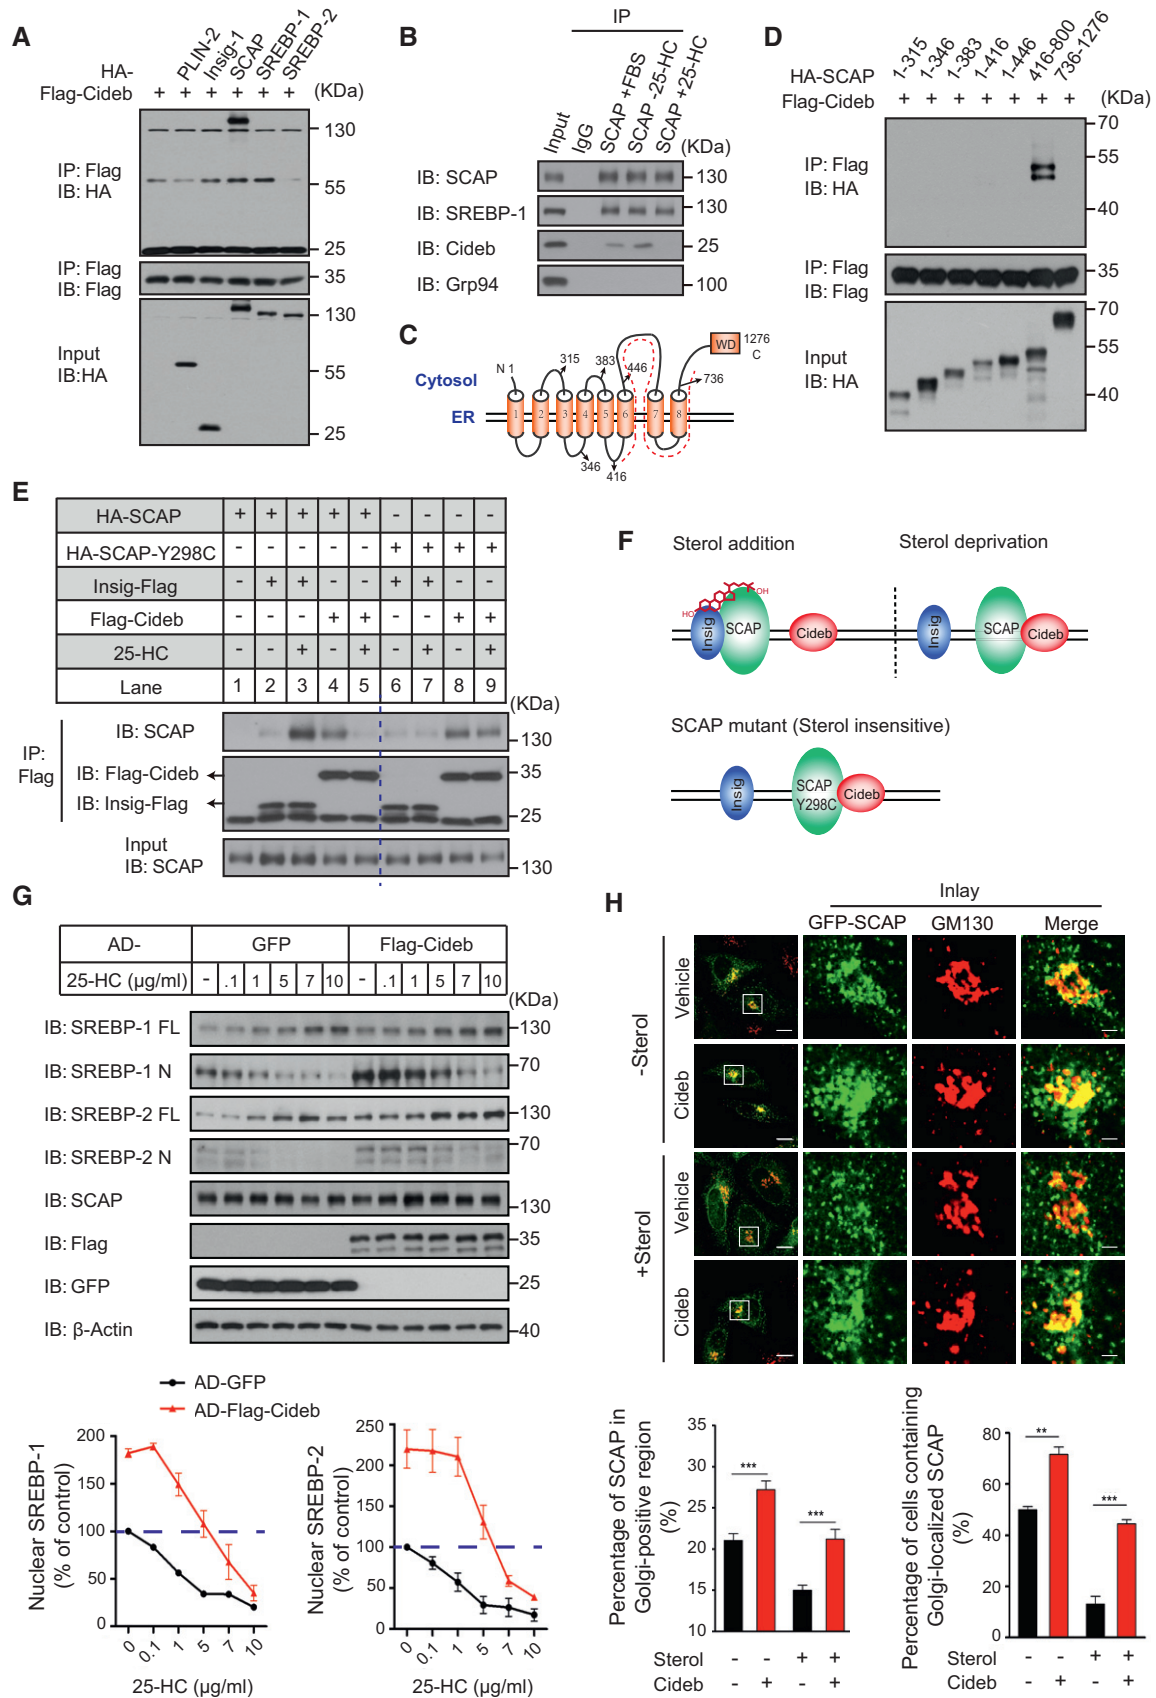 A
HA-
PLIN-2
Insig-1
SCAP
SREBP-1
SREBP-2
Flag-Cideb + + + + + + (KDa)
IP: Flag
IB: HA
130
55
25
IP: Flag
IB: Flag
35
Input
IB:HA
130
55
25
B
IP
Input
IgG
SCAP +FBS
SCAP -25-HC
SCAP +25-HC
(KDa)
IB: SCAP 130
IB: SREBP-1 130
IB: Cideb 25
IB: Grp94 100
C
Cytosol
ER
N 1
315
383
446
736
WD
1276
C
1 2 3 4 5 6 7 8
346
416
D
HA-SCAP
1-315
1-346
1-383
1-416
1-446
416-800
736-1276
Flag-Cideb + + + + + + +
(KDa)
IP: Flag
IB: HA
70
55
40
IP: Flag
IB: Flag
35
Input
IB: HA
70
55
40
E
HA-SCAP + + + + + - - - -
HA-SCAP-Y298C - - - - - + + + +
Insig-Flag - + + - - + + - -
Flag-Cideb - - - + + - - + +
25-HC - - + - + - + - +
Lane 1 2 3 4 5 6 7 8 9
(KDa)
IP:
Flag
IB: SCAP 130
IB: Flag-Cideb 35
IB: Insig-Flag 25
Input
IB: SCAP 130
F
Sterol addition
Sterol deprivation
HO
OH
Insig
SCAP
Cideb
Insig
SCAP
Cideb
SCAP mutant (Sterol insensitive)
Insig
SCAP
Y298C
Cideb
G
AD- GFP Flag-Cideb
25-HC (µg/ml) - .1 1 5 7 10 - .1 1 5 7 10
(KDa)
IB: SREBP-1 FL 130
IB: SREBP-1 N 70
IB: SREBP-2 FL 130
IB: SREBP-2 N 70
IB: SCAP 130
IB: Flag 35
IB: GFP 25
IB: β-Actin 40
AD-GFP
AD-Flag-Cideb
Nuclear SREBP-1
(% of control)
200
150
100
50
0
0 0.1 1 5 7 10
25-HC (µg/ml)
Nuclear SREBP-2
(% of control)
250
200
150
100
50
0
0 0.1 1 5 7 10
25-HC (µg/ml)
H
Inlay
GFP-SCAP GM130 Merge
-Sterol
Vehicle
Cideb
+Sterol
Vehicle
Cideb
Percentage of SCAP in
Golgi-positive region
(%)
35
30
25
20
15
10
***
***
Sterol - - + +
Cideb - + - +
Percentage of cells containing
Golgi-localized SCAP
(%)
80
60
40
20
0
**
***
- - + +
- + - +